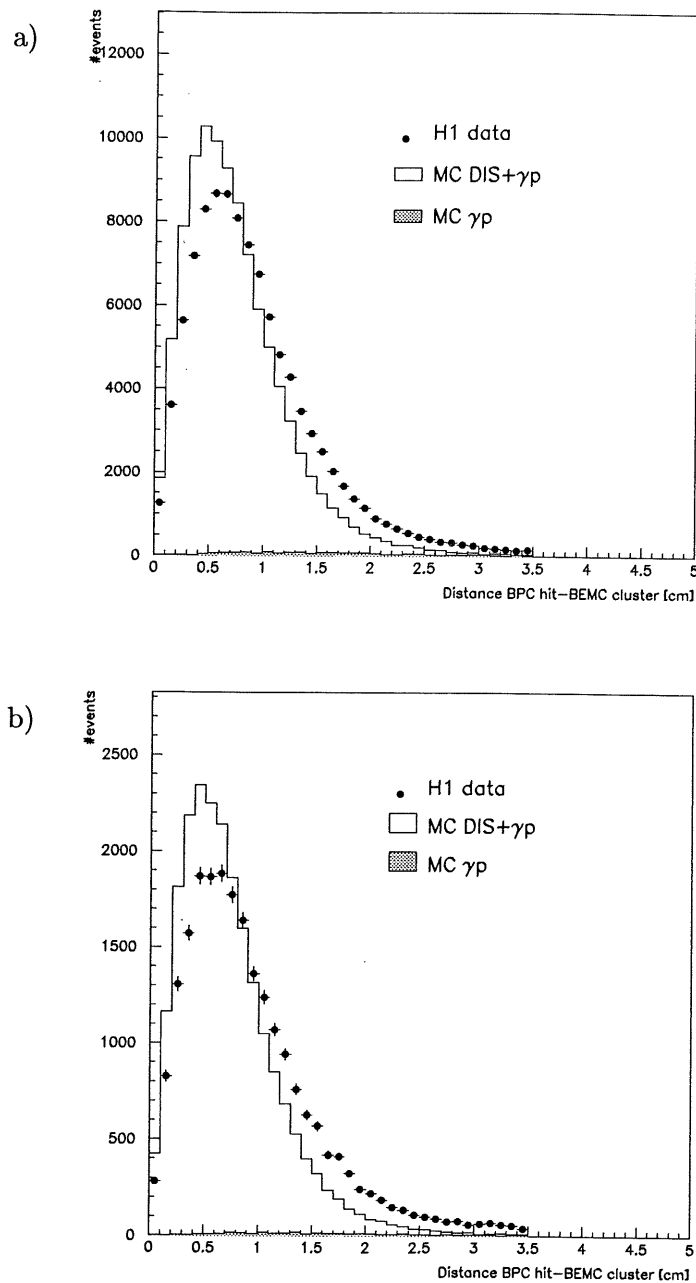 a)
#events
12000
10000
8000
6000
4000
2000
0
H1 data
MC DIS+γp
MC γp
0 0.5 1 1.5 2 2.5 3 3.5 4 4.5 5
Distance BPC hit-BEMC cluster [cm]
b)
#events
2500
2000
1500
1000
500
0
H1 data
MC DIS+γp
MC γp
0 0.5 1 1.5 2 2.5 3 3.5 4 4.5 5
Distance BPC hit-BEMC cluster [cm]